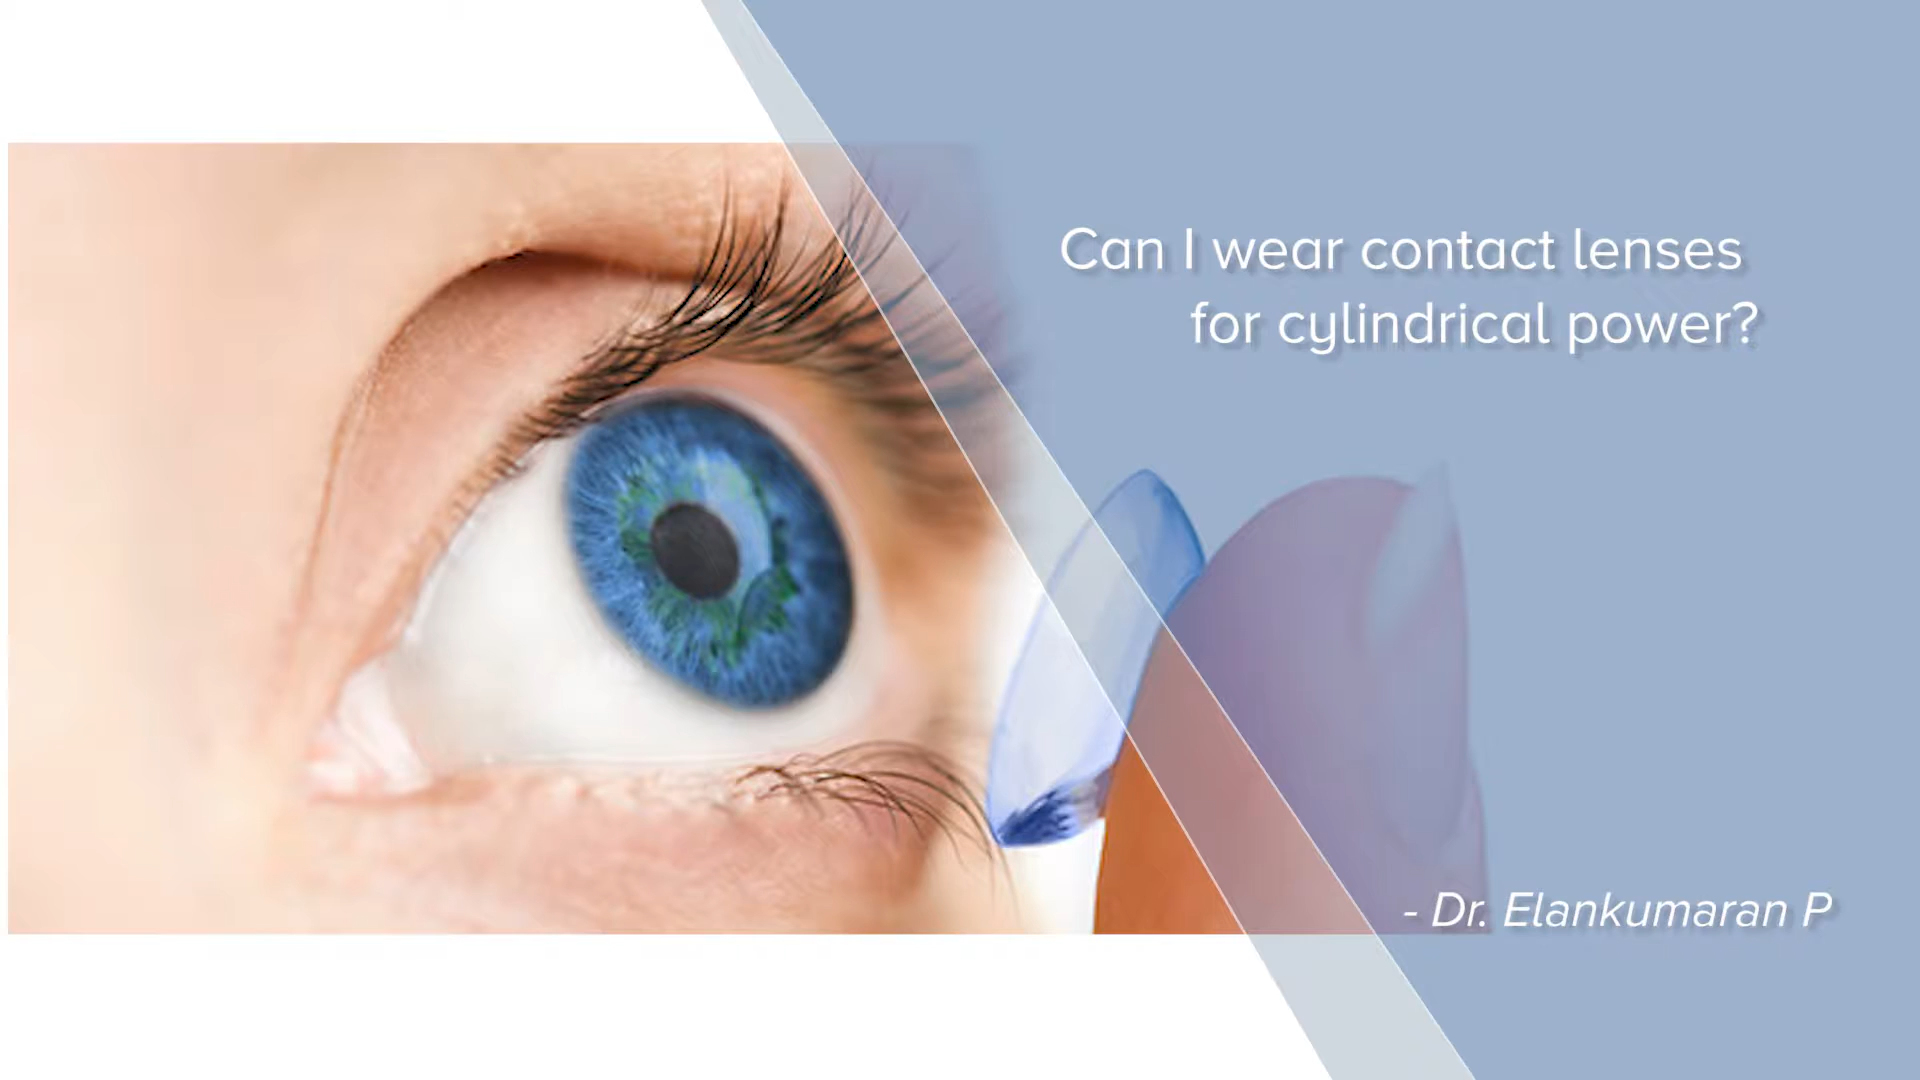 Can I wear contact lenses
for cylindrical power?
- Dr. Elankumaran P